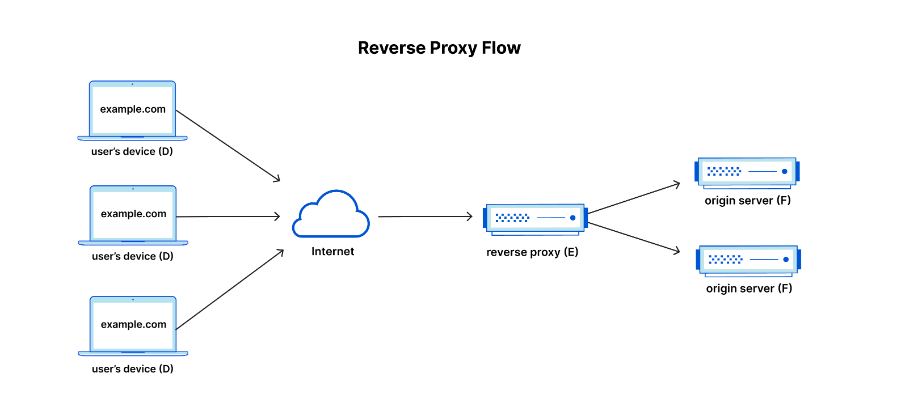 Reverse Proxy Flow
example.com
user's device (D)
example.com
user's device (D)
example.com
user's device (D)
Internet
reverse proxy (E)
origin server (F)
origin server (F)